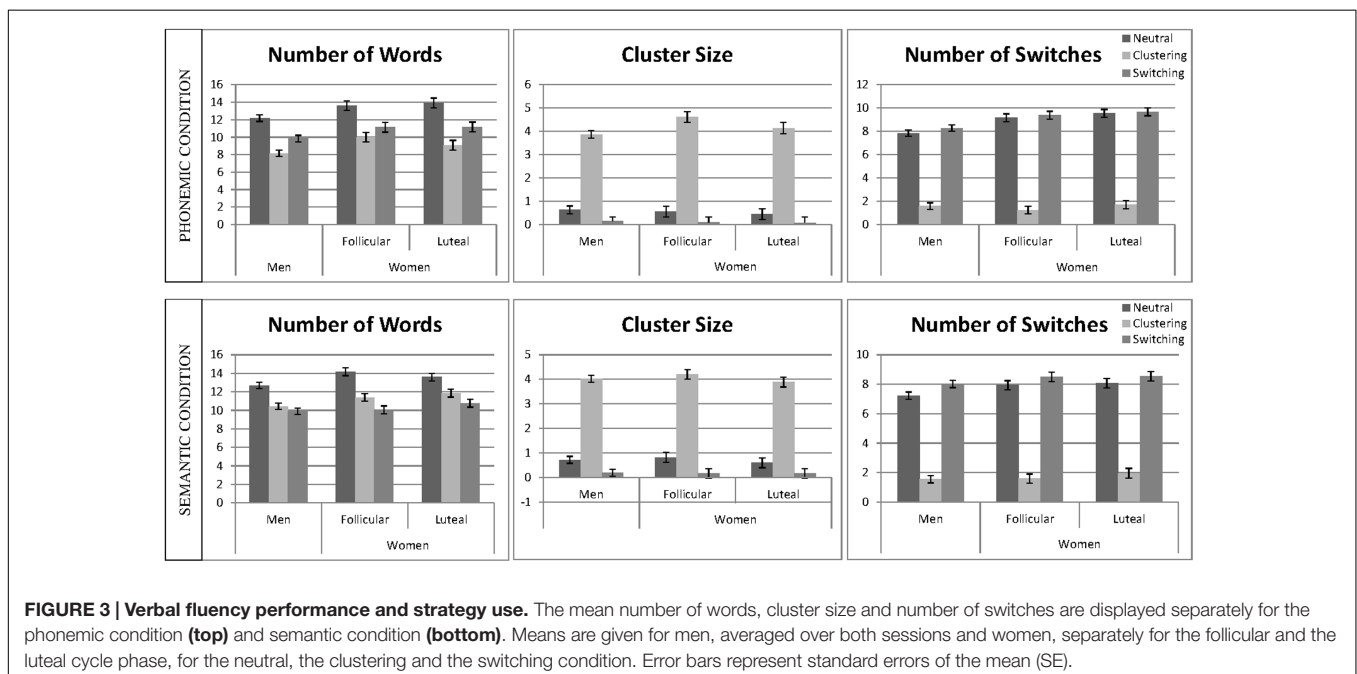 PHONEMIC CONDITION
Number of Words
16
14
12
10
8
6
4
2
0
Follicular Luteal
Men Women
Cluster Size
6
5
4
3
2
1
0
Men Follicular Luteal
Women
Number of Switches
Neutral
Clustering
Switching
12
10
8
6
4
2
0
Men Follicular Luteal
Women
SEMANTIC CONDITION
Number of Words
16
14
12
10
8
6
4
2
0
Men Follicular Luteal
Women
Cluster Size
5
4
3
2
1
0
-1
Men Follicular Luteal
Women
Number of Switches
Neutral
Clustering
Switching
10
8
6
4
2
0
Men Follicular Luteal
Women
FIGURE 3 | Verbal fluency performance and strategy use. The mean number of words, cluster size and number of switches are displayed separately for the
phonemic condition (top) and semantic condition (bottom). Means are given for men, averaged over both sessions and women, separately for the follicular and the
luteal cycle phase, for the neutral, the clustering and the switching condition. Error bars represent standard errors of the mean (SE).